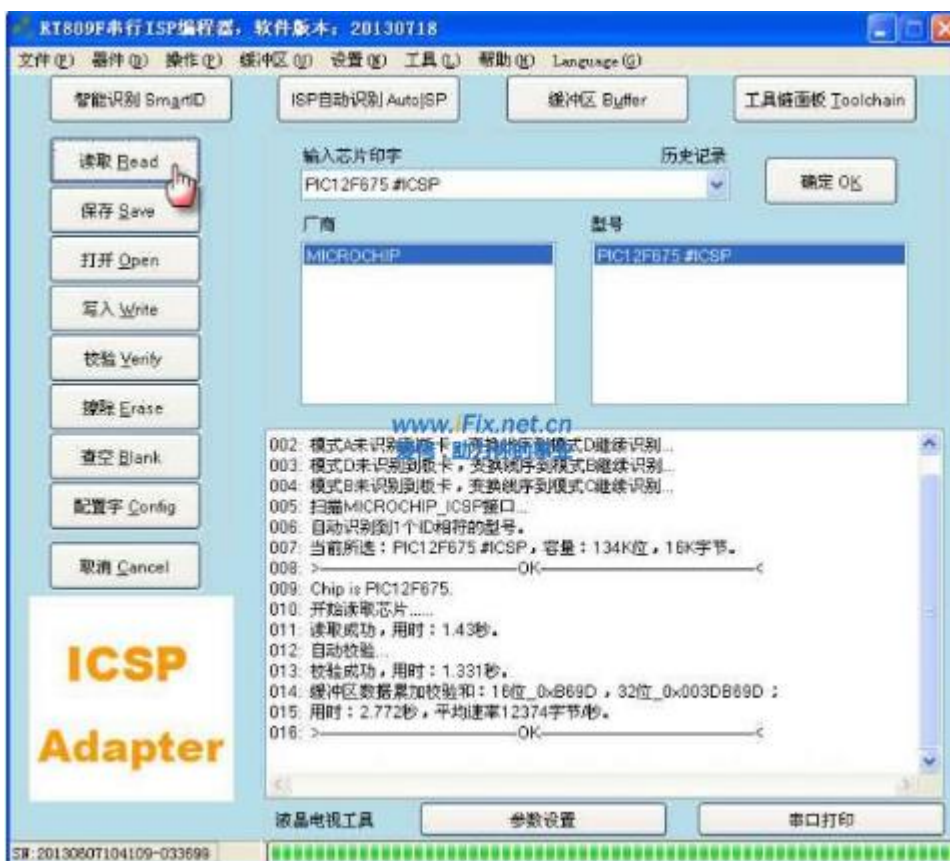 RT809F串行ISP编程器，软件版本：20130718
文件(F) 器件(D) 操作(P) 缓冲区(U) 设置(W) 工具(L) 帮助(H) Language(G)
智能识别 SmartID ISP自动识别 AutoISP 缓冲区 Buffer 工具链面板 Toolchain
读取 Read
保存 Save
打开 Open
写入 Write
校验 Verify
擦除 Erase
查空 Blank
配置字 Config
取消 Cancel
ICSP
Adapter
输入芯片印字 历史记录
PIC12F675 #ICSP
确定 OK
厂商 型号
MICROCHIP PIC12F675 #ICSP
www.iFix.net.cn
002: 模式A未识别到板卡，变换线序到模式D继续识别...
003: 模式D未识别到板卡，变换线序到模式B继续识别...
004: 模式B未识别到板卡，变换线序到模式C继续识别...
005: 扫描MICROCHIP_ICSP接口...
006: 自动识别到1个ID相符的型号。
007: 当前所选：PIC12F675 #ICSP，容量：134K位，16K字节。
008: >——————OK——————<
009: Chip is PIC12F675.
010: 开始读取芯片......
011: 读取成功，用时：1.43秒。
012: 自动校验...
013: 校验成功，用时：1.331秒。
014: 缓冲区数据累加校验和：16位_0xB69D，32位_0x003DB69D；
015: 用时：2.772秒，平均速率12374字节/秒。
016: >——————OK——————<
液晶电视工具 参数设置 串口打印
SN:20130607104109-033699